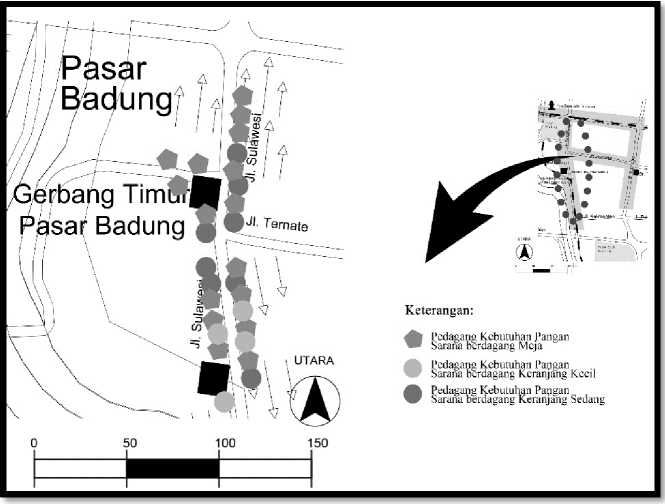 Pasar
Badung
Jl. Sulawesi
Gerbang Timur
Pasar Badung
Jl. Ternate
Jl. Sulawesi
UTARA
0 50 100 150
UTARA
Keterangan:
Pedagang Kebutuhan Pangan
Sarana berdagang Meja
Pedagang Kebutuhan Pangan
Sarana berdagang Keranjang Kecil
Pedagang Kebutuhan Pangan
Sarana berdagang Keranjang Sedang